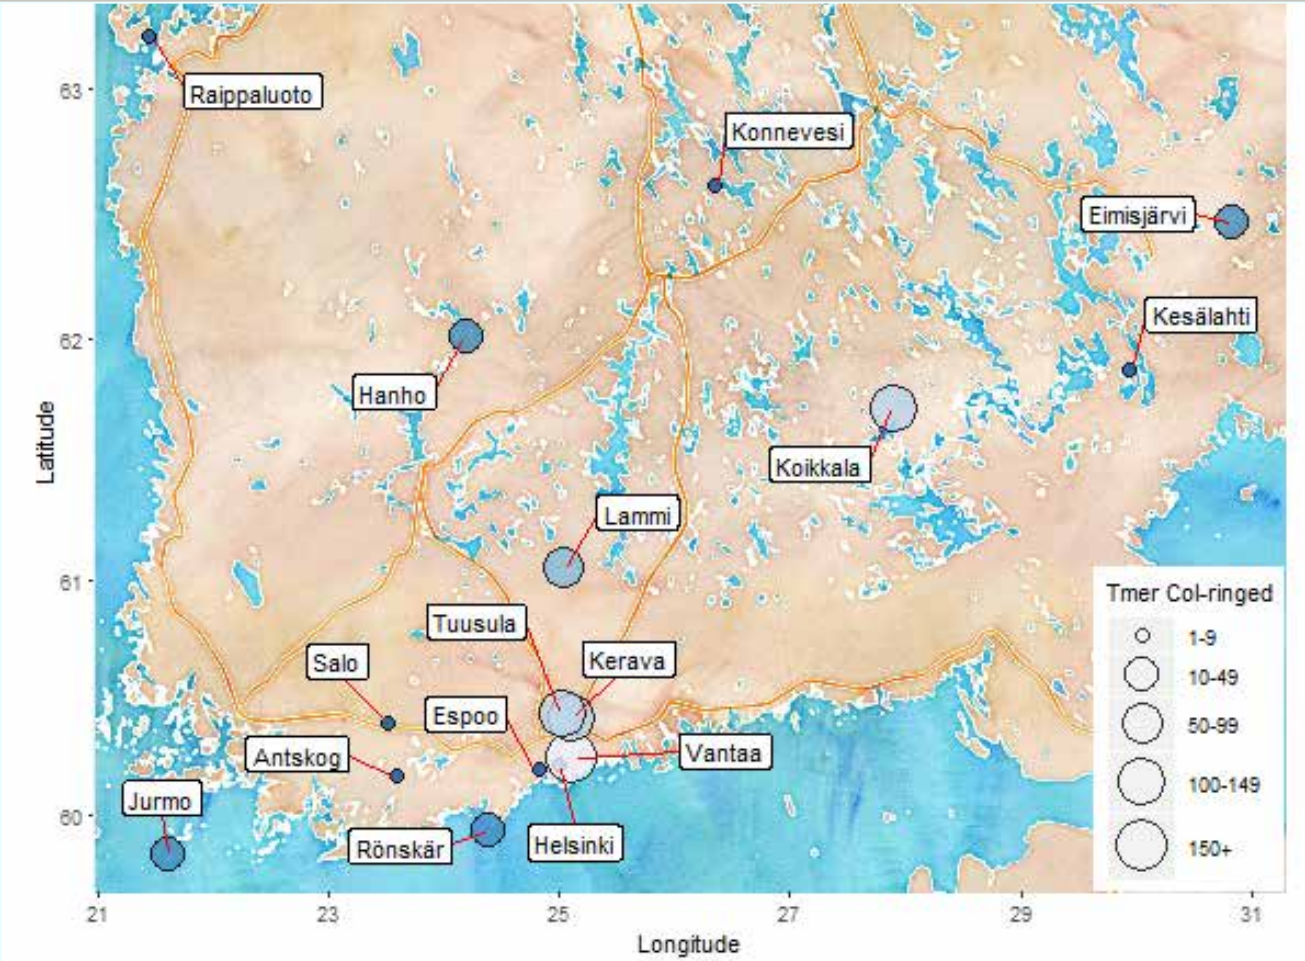 63
Raippaluoto
Konnevesi
Eimisjärvi
62
Kesälahti
Hanho
Latitude
Koikkala
Lammi
61
Tmer Col-ringed
1-9
10-49
50-99
100-149
150+
Tuusula
Kerava
Salo
Espoo
Antskog
Vantaa
Jurmo
60
Rönskär
Helsinki
21
23
25
27
29
31
Longitude